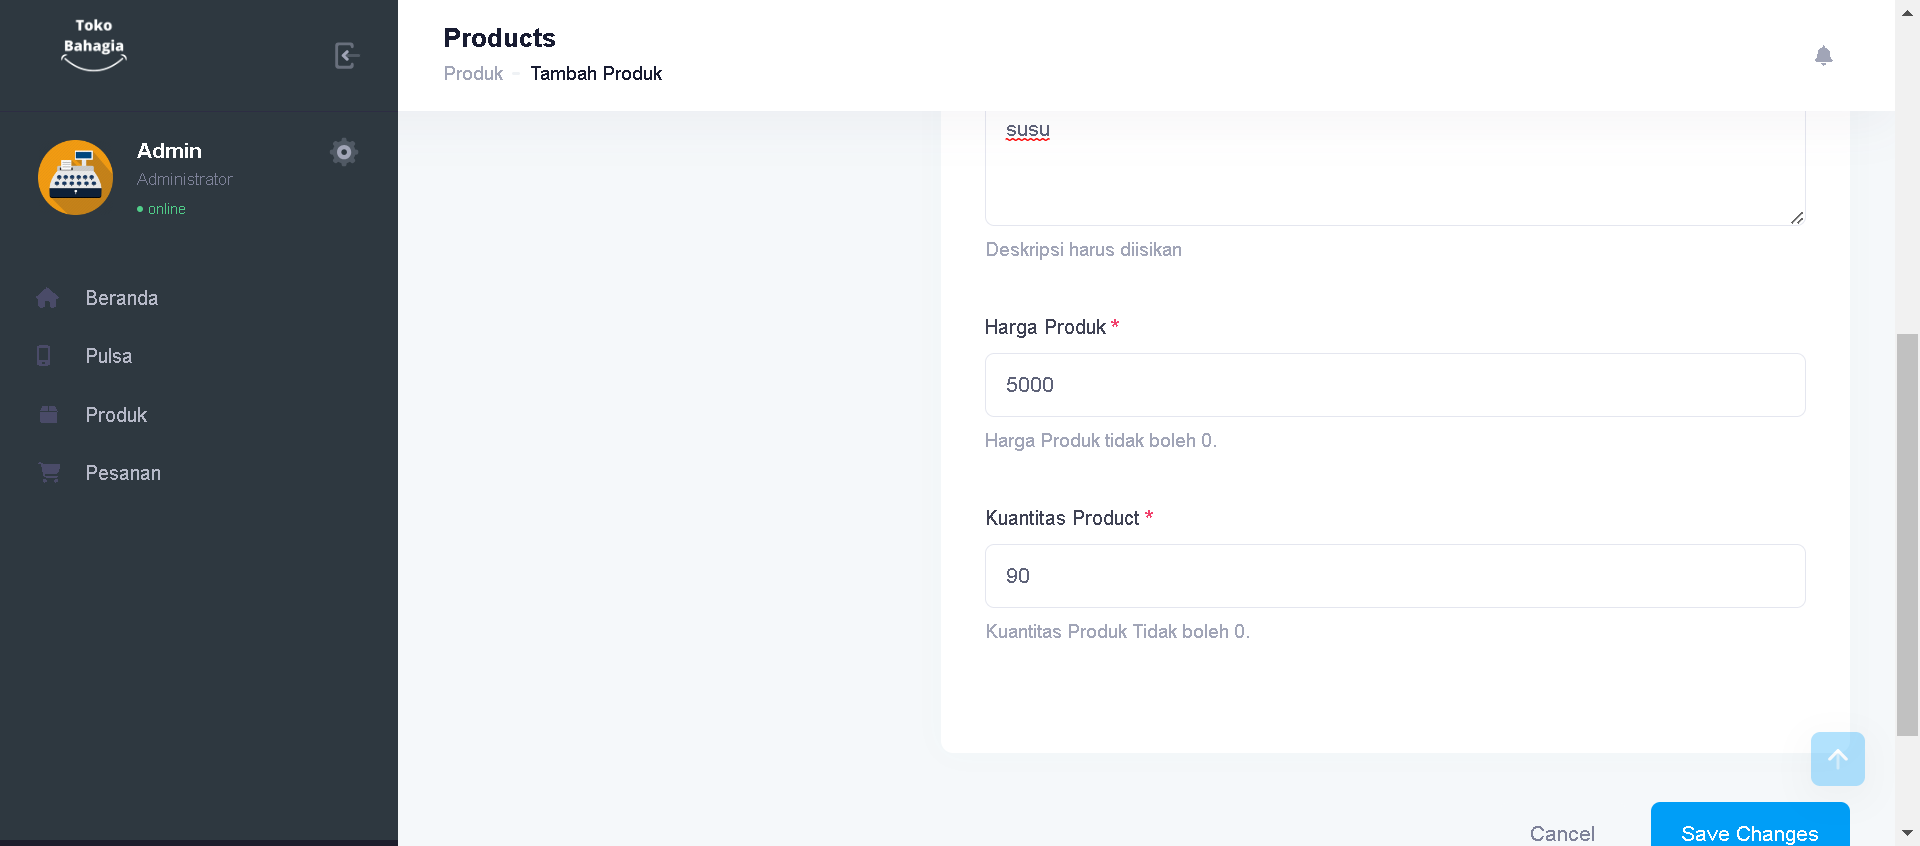 Toko
Bahagia
Admin
Administrator
online
Beranda
Pulsa
Produk
Pesanan
Products
Produk - Tambah Produk
susu
Deskripsi harus diisikan
Harga Produk *
5000
Harga Produk tidak boleh 0.
Kuantitas Product *
90
Kuantitas Produk Tidak boleh 0.
Cancel
Save Changes